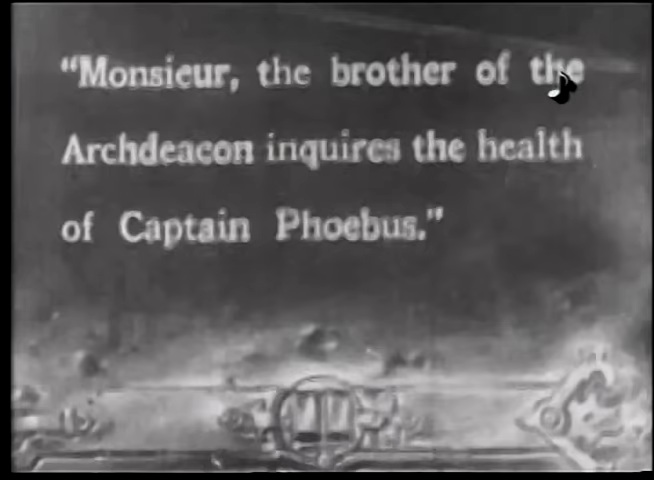 "Monsieur, the brother of the
Archdeacon inquires the health
of Captain Phoebus."